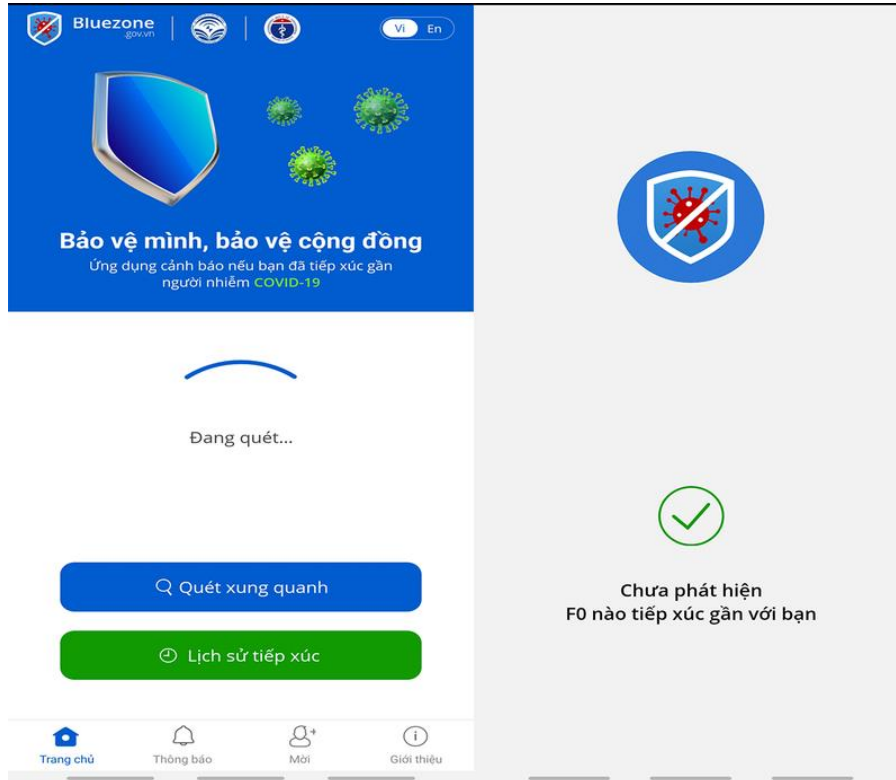 Bluezone
.gov.vn
Vi En
Bảo vệ mình, bảo vệ cộng đồng
Ứng dụng cảnh báo nếu bạn đã tiếp xúc gần
người nhiễm COVID-19
Đang quét...
Quét xung quanh
Lịch sử tiếp xúc
Trang chủ
Thông báo
Mời
Giới thiệu
Chưa phát hiện
F0 nào tiếp xúc gần với bạn